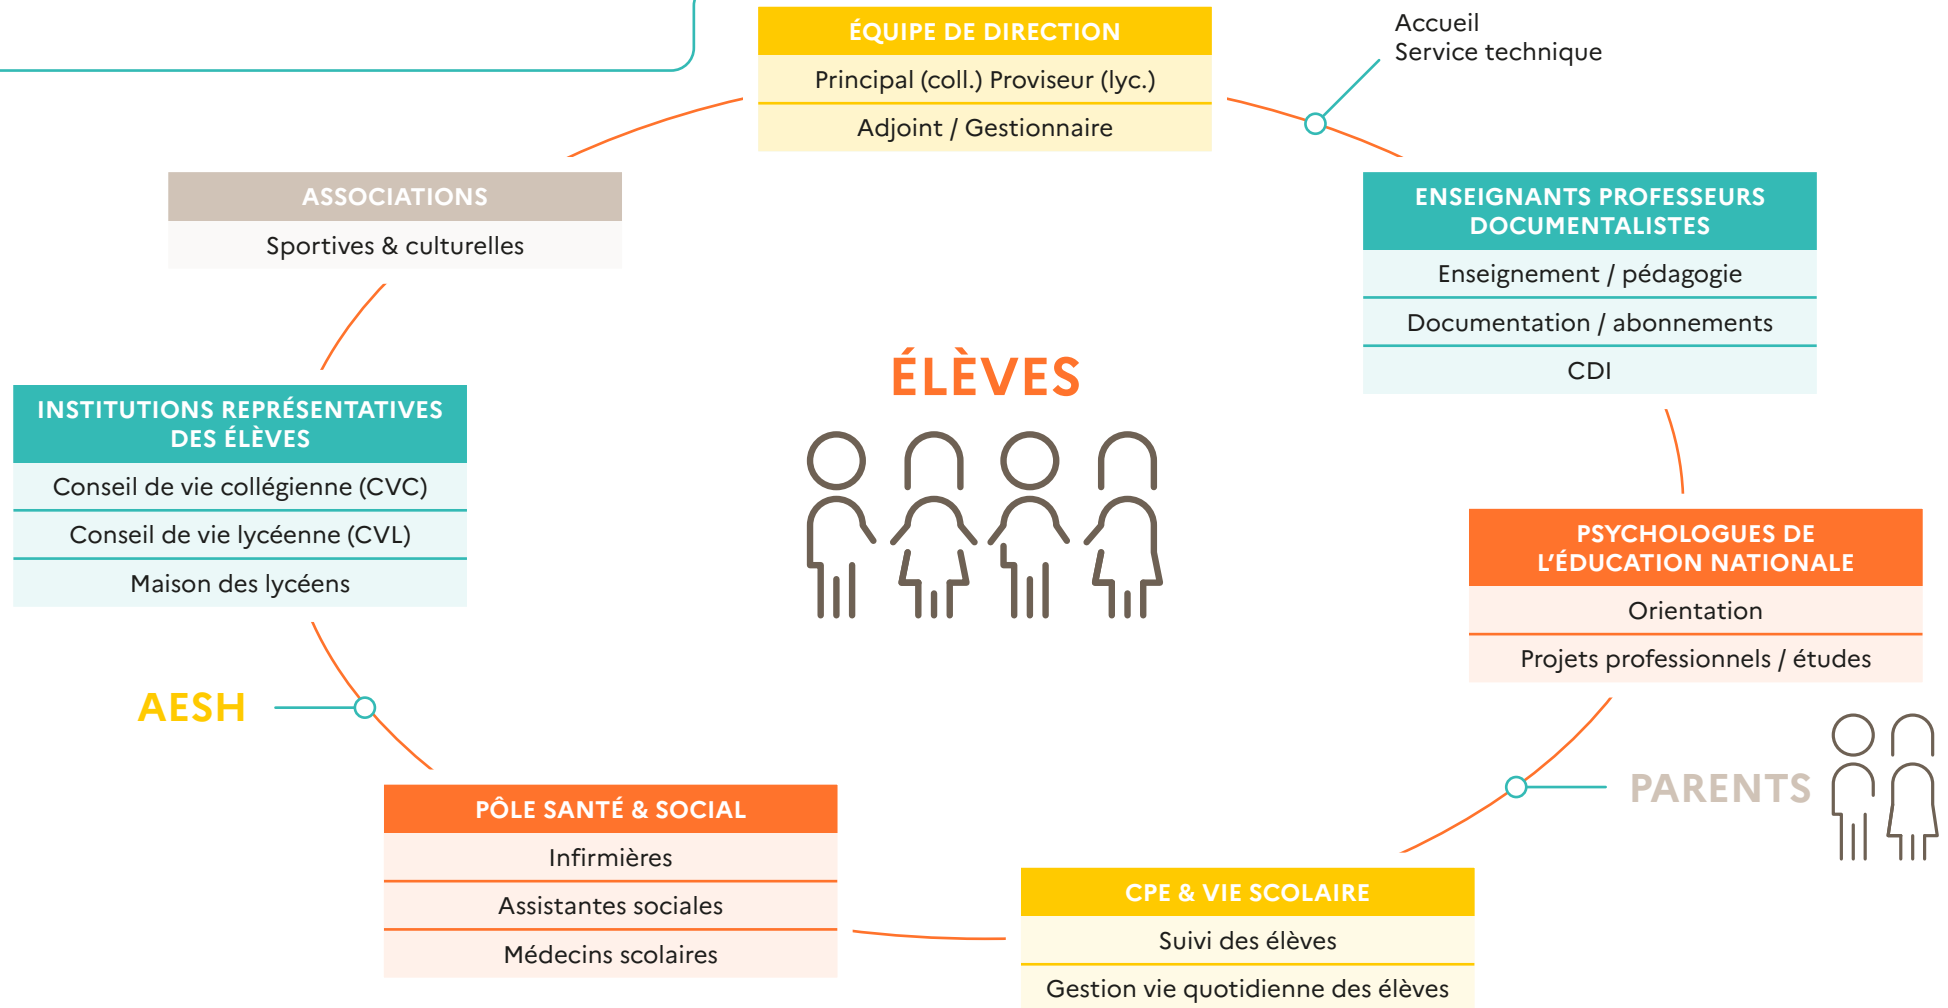 ÉQUIPE DE DIRECTION
Principal (coll.) Proviseur (lyc.)
Adjoint / Gestionnaire
Accueil
Service technique
ASSOCIATIONS
Sportives & culturelles
ENSEIGNANTS PROFESSEURS
DOCUMENTALISTES
Enseignement / pédagogie
Documentation / abonnements
CDI
ÉLÈVES
INSTITUTIONS REPRÉSENTATIVES
DES ÉLÈVES
Conseil de vie collégienne (CVC)
Conseil de vie lycéenne (CVL)
Maison des lycéens
PSYCHOLOGUES DE
L’ÉDUCATION NATIONALE
Orientation
Projets professionnels / études
AESH
PARENTS
PÔLE SANTÉ & SOCIAL
Infirmières
Assistantes sociales
Médecins scolaires
CPE & VIE SCOLAIRE
Suivi des élèves
Gestion vie quotidienne des élèves